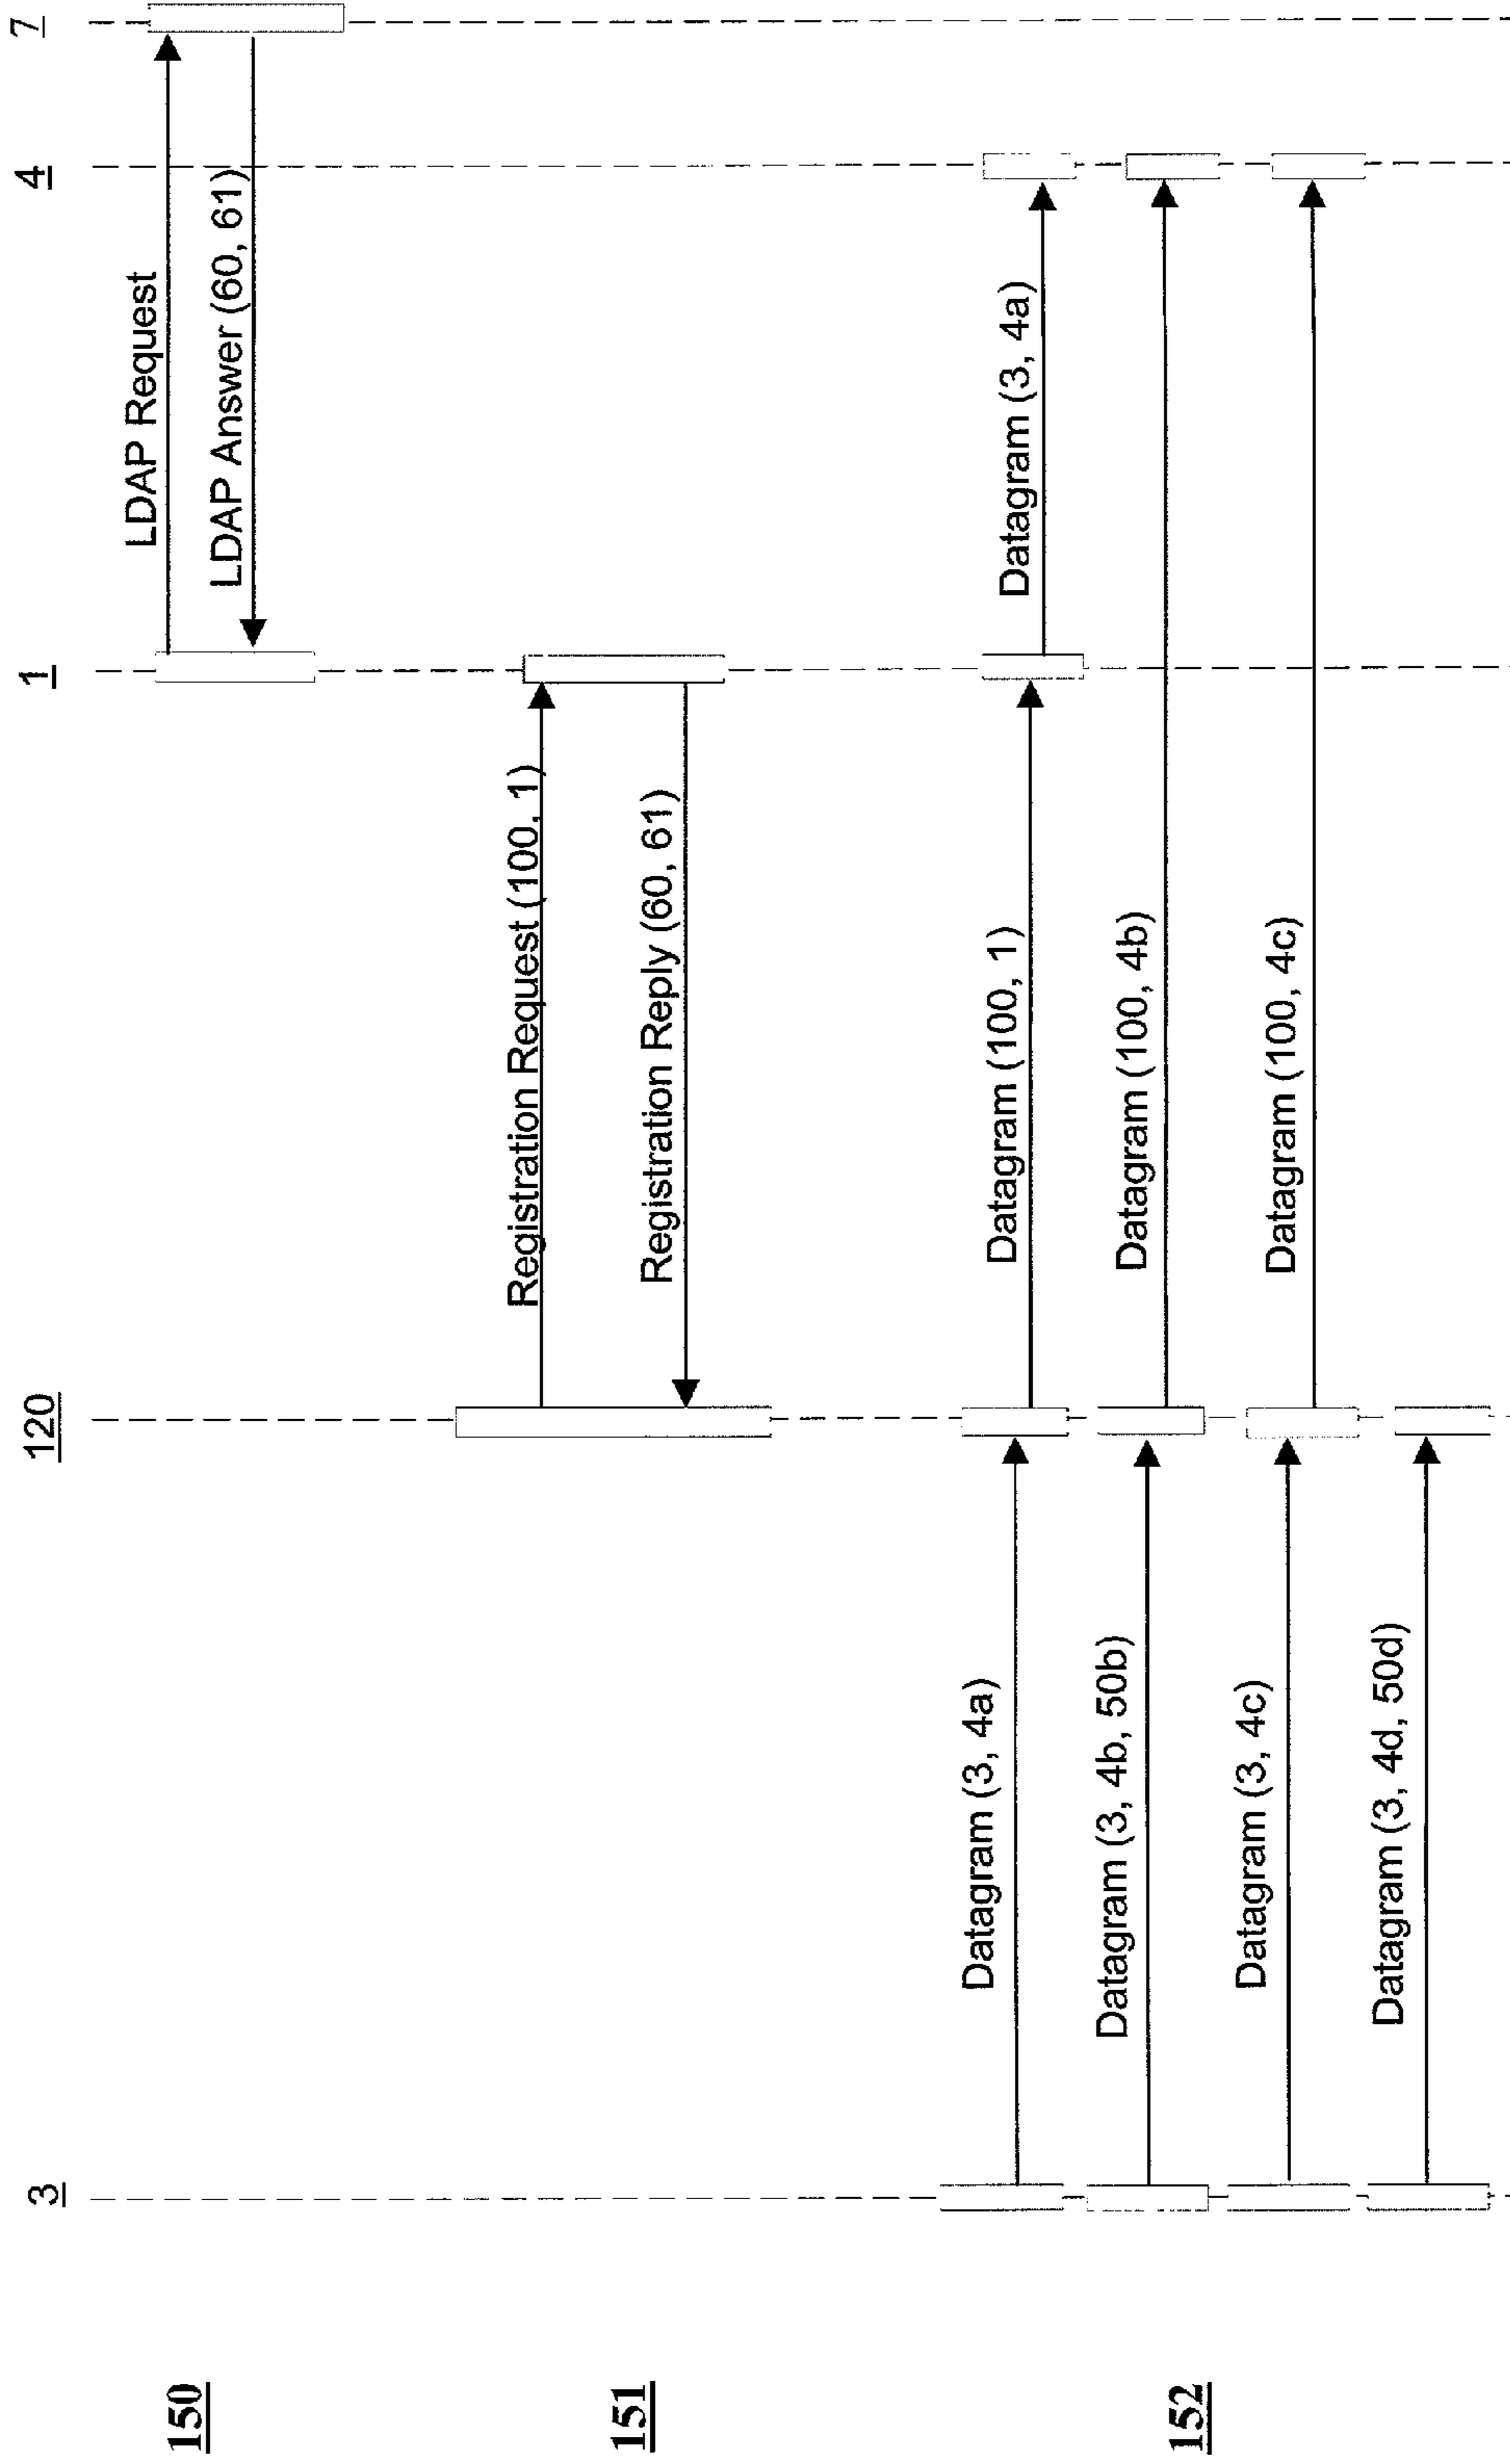 3
120
1
4
7
150
LDAP Request
LDAP Answer (60, 61)
151
Registration Request (100, 1)
Registration Reply (60, 61)
152
Datagram (3, 4a)
Datagram (100, 1)
Datagram (3, 4a)
Datagram (3, 4b, 50b)
Datagram (100, 4b)
Datagram (3, 4c)
Datagram (100, 4c)
Datagram (3, 4d, 50d)